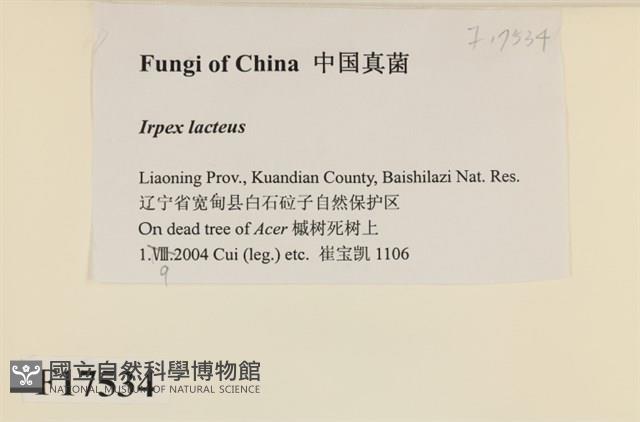 F17534
Fungi of China 中国真菌
Irpex lacteus
Liaoning Prov., Kuandian County, Baishilazi Nat. Res.
辽宁省宽甸县白石砬子自然保护区
On dead tree of Acer 槭树死树上
1.Ⅷ.2004 Cui (leg.) etc. 崔宝凯 1106
9
國立自然科學博物館
NATIONAL MUSEUM OF NATURAL SCIENCE
F17534